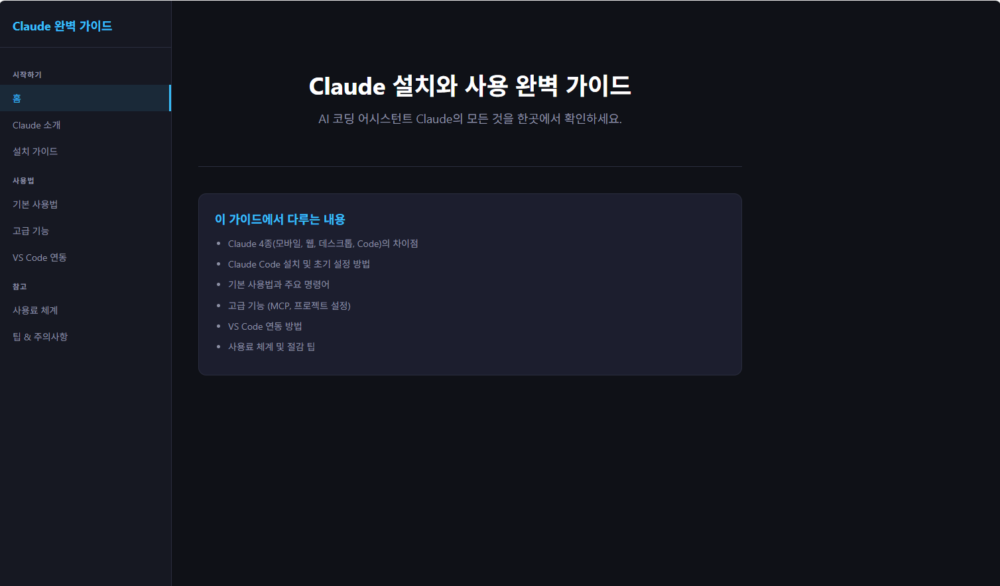 Claude 완벽 가이드
시작하기
홈
Claude 소개
설치 가이드
사용법
기본 사용법
고급 기능
VS Code 연동
참고
사용료 체계
팁 & 주의사항
Claude 설치와 사용 완벽 가이드
AI 코딩 어시스턴트 Claude의 모든 것을 한곳에서 확인하세요.
이 가이드에서 다루는 내용
Claude 4종(모바일, 웹, 데스크톱, Code)의 차이점
Claude Code 설치 및 초기 설정 방법
기본 사용법과 주요 명령어
고급 기능 (MCP, 프로젝트 설정)
VS Code 연동 방법
사용료 체계 및 절감 팁